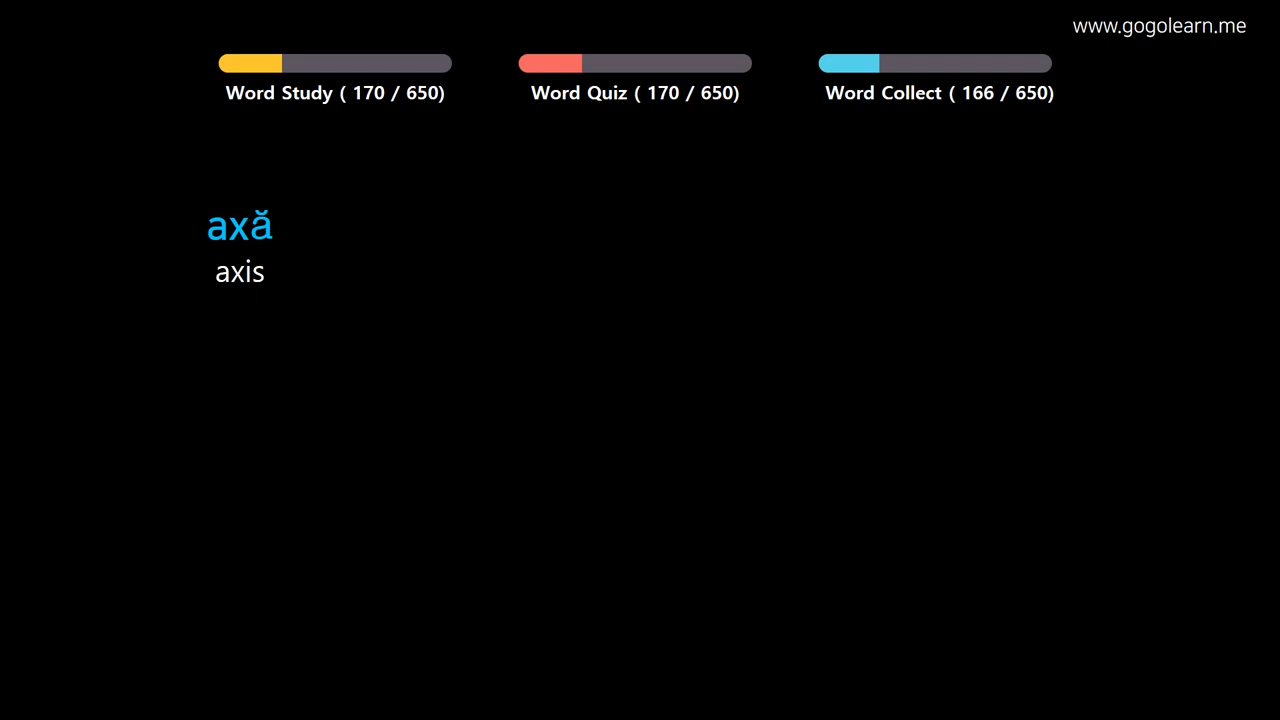 www.gogolearn.me
Word Study ( 170 / 650)
Word Quiz ( 170 / 650)
Word Collect ( 166 / 650)
axă
axis